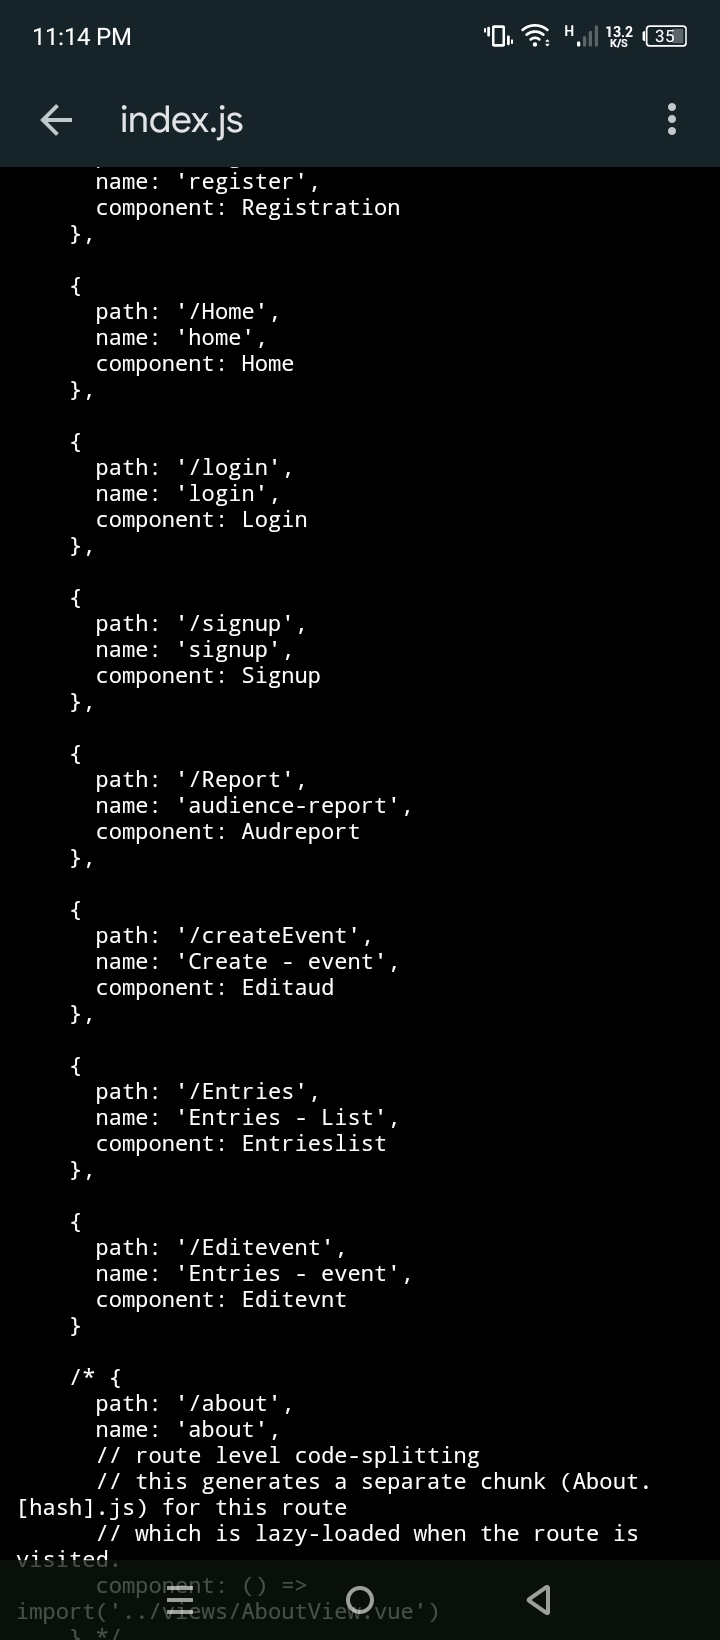 11:14 PM
H
13.2
K/S
35
index.js
name: 'register',
component: Registration
},
{
path: '/Home',
name: 'home',
component: Home
},
{
path: '/login',
name: 'login',
component: Login
},
{
path: '/signup',
name: 'signup',
component: Signup
},
{
path: '/Report',
name: 'audience-report',
component: Audreport
},
{
path: '/createEvent',
name: 'Create - event',
component: Editaud
},
{
path: '/Entries',
name: 'Entries - List',
component: Entrieslist
},
{
path: '/Editevent',
name: 'Entries - event',
component: Editevnt
}
/* {
path: '/about',
name: 'about',
// route level code-splitting
// this generates a separate chunk (About.
[hash].js) for this route
// which is lazy-loaded when the route is
visited.
component: () =>
import('../views/AboutView.vue')
} */